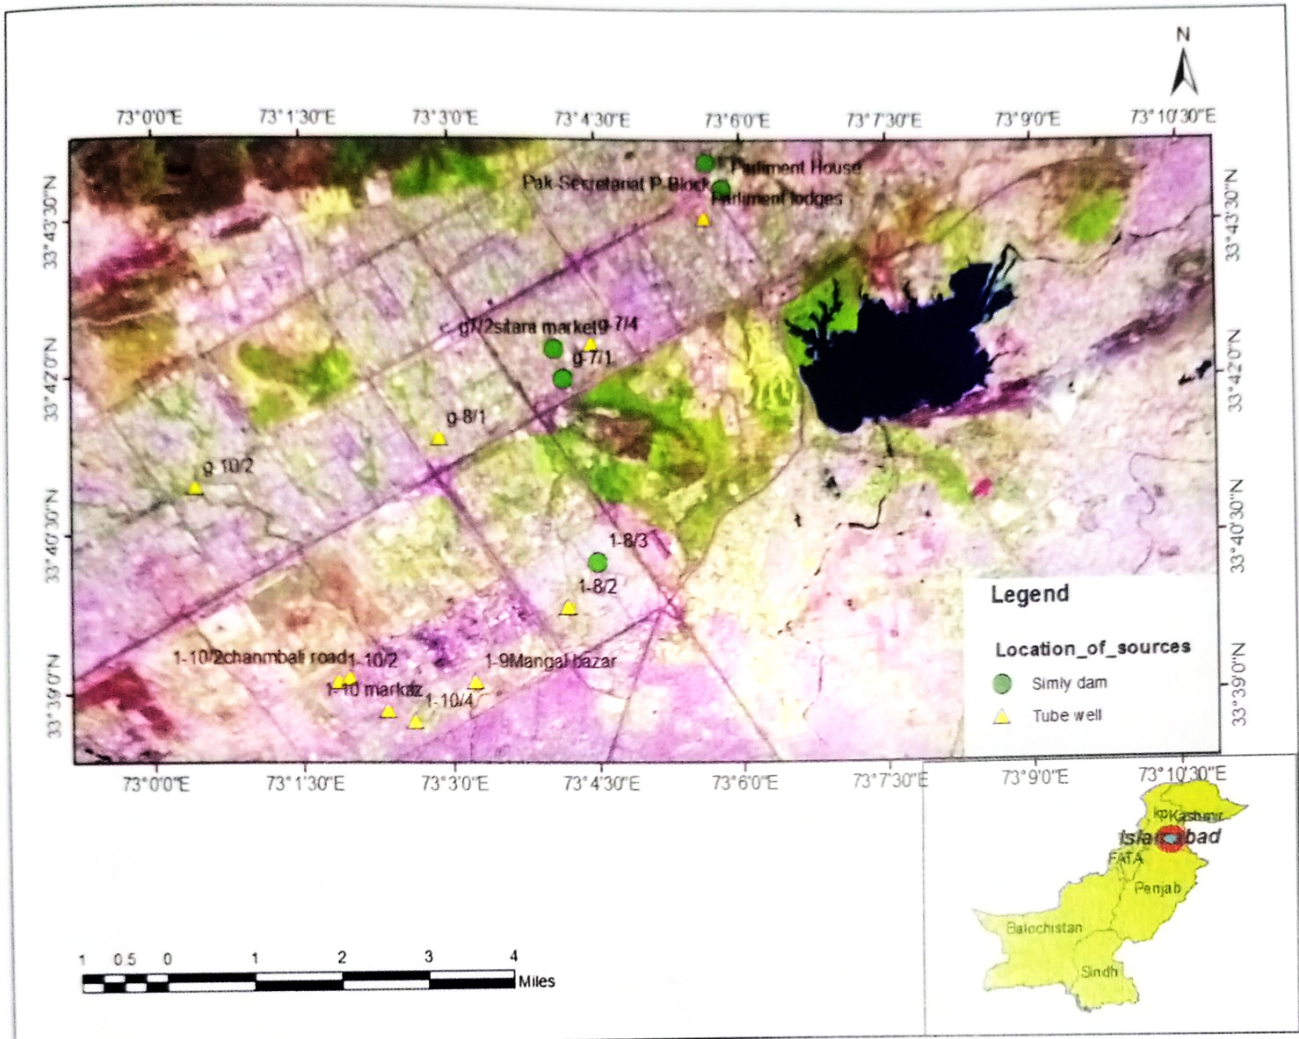 N
73°0'0"E 73°1'30"E 73°3'0"E 73°4'30"E 73°6'0"E 73°7'30"E 73°9'0"E 73°10'30"E
33°43'30"N
33°42'0"N
33°40'30"N
33°39'0"N
Parliment House
Pak-Secretariat P-Block
Parliment lodges
g7/2sitara market
g-7/4
g-7/1
g-8/1
g-10/2
1-8/3
1-8/2
1-10/2chanmbali road
1-10/2
1-9Mangal bazar
1-10 markaz
1-10/4
33°43'30"N
33°42'0"N
33°40'30"N
33°39'0"N
Legend
Location_of_sources
Simly dam
Tube well
73°0'0"E 73°1'30"E 73°3'0"E 73°4'30"E 73°6'0"E 73°7'30"E 73°9'0"E 73°10'30"E
Kashmir
Islamabad
FATA
Penjab
Balochistan
Sindh
1 0.5 0 1 2 3 4
Miles